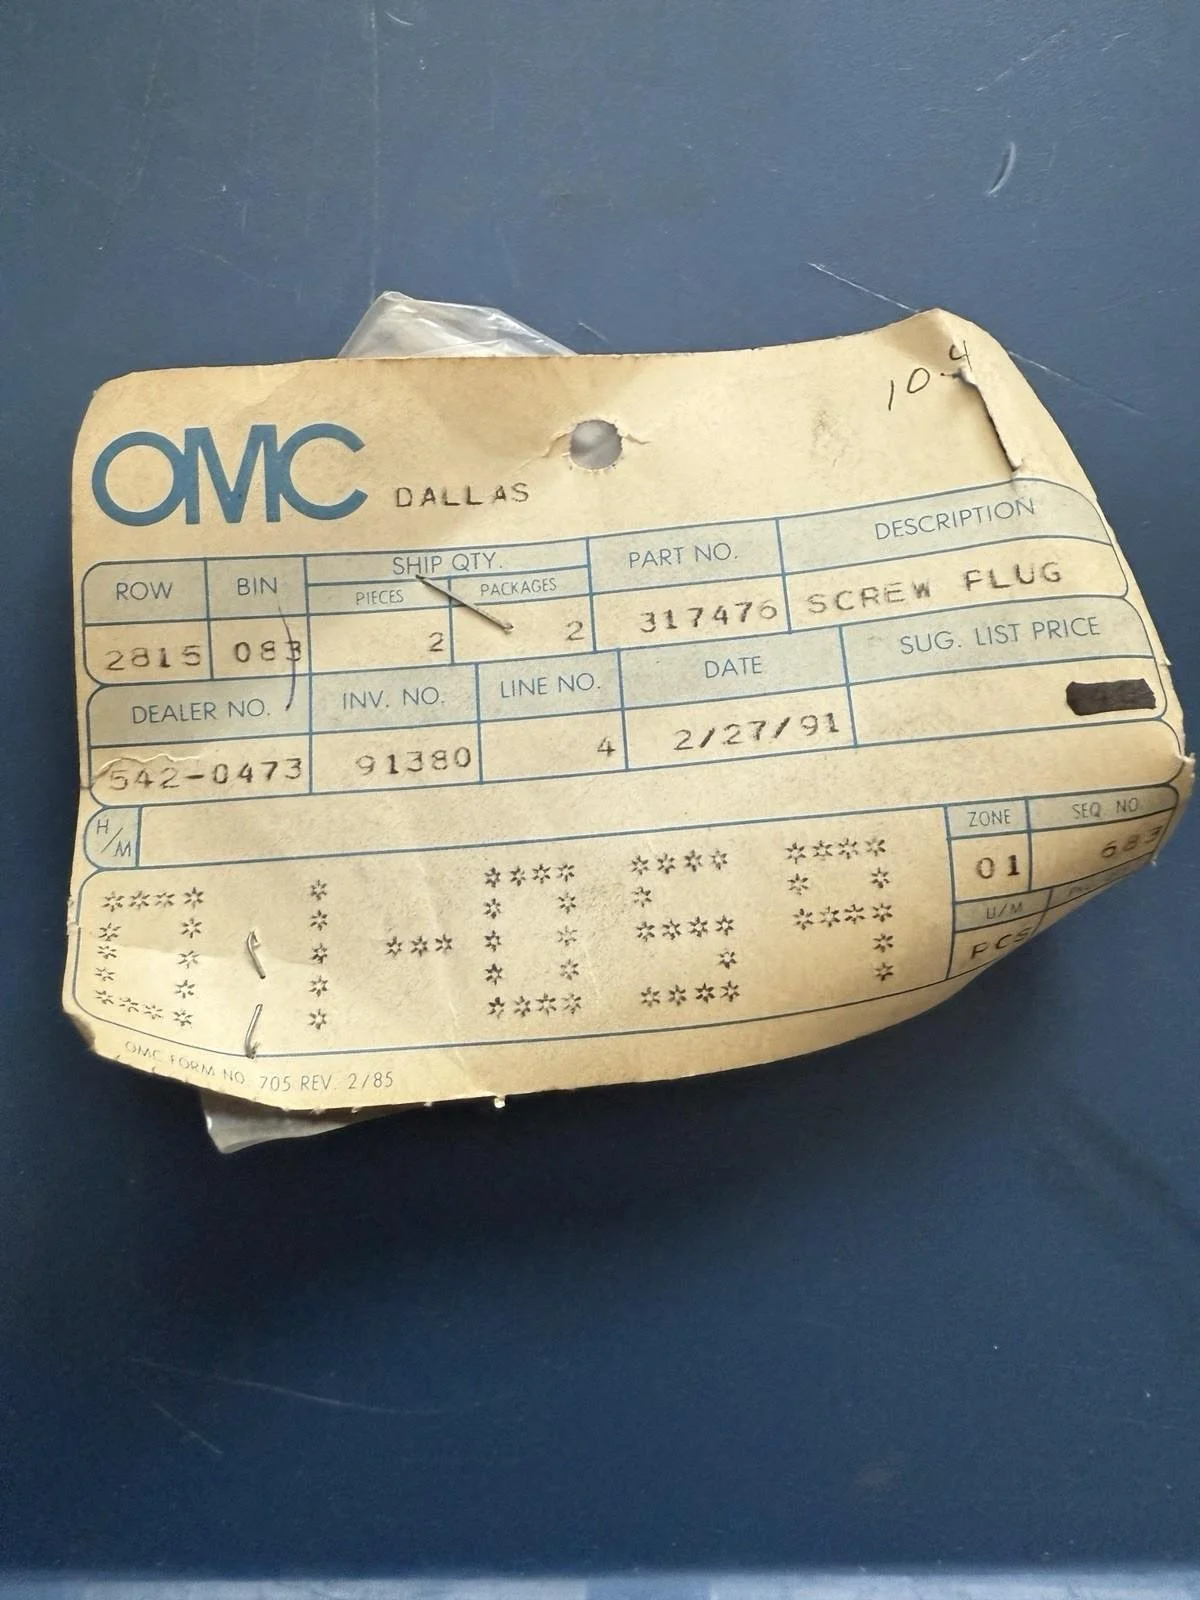 10-4
OMC DALLAS
ROW BIN SHIP QTY. PART NO. DESCRIPTION
PIECES PACKAGES
2815 083 2 2 317476 SCREW PLUG
DEALER NO. INV. NO. LINE NO. DATE SUG. LIST PRICE
542-0473 91380 4 2/27/91
H/M
ZONE SEQ. NO.
01 683
U/M
PCS
**** * **** **** ****
* * * * * * * *
* * * *** * * **** ****
* * * * * * *
**** * **** **** *
OMC FORM NO. 705 REV. 2/85